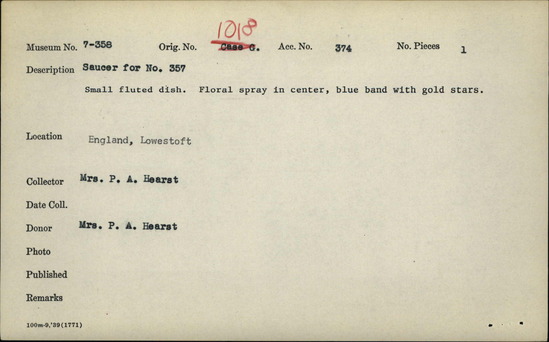 1018
Museum No. 7-358 Orig. No. Case G. Acc. No. 374 No. Pieces 1
Description Saucer for No. 357
Small fluted dish. Floral spray in center, blue band with gold stars.
Location England, Lowestoft
Collector Mrs. P. A. Hearst
Date Coll.
Donor Mrs. P. A. Hearst
Photo
Published
Remarks
100m-9,'39(1771)